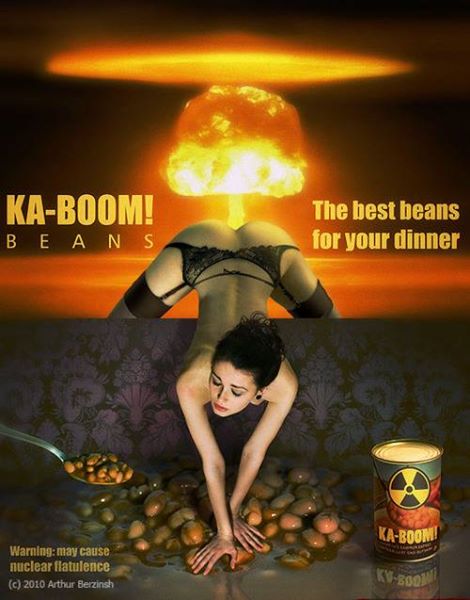 KA-BOOM!
BEANS
The best beans
for your dinner
KA-BOOM!
Warning: may cause
nuclear flatulence
(c) 2010 Arthur Berzinsh